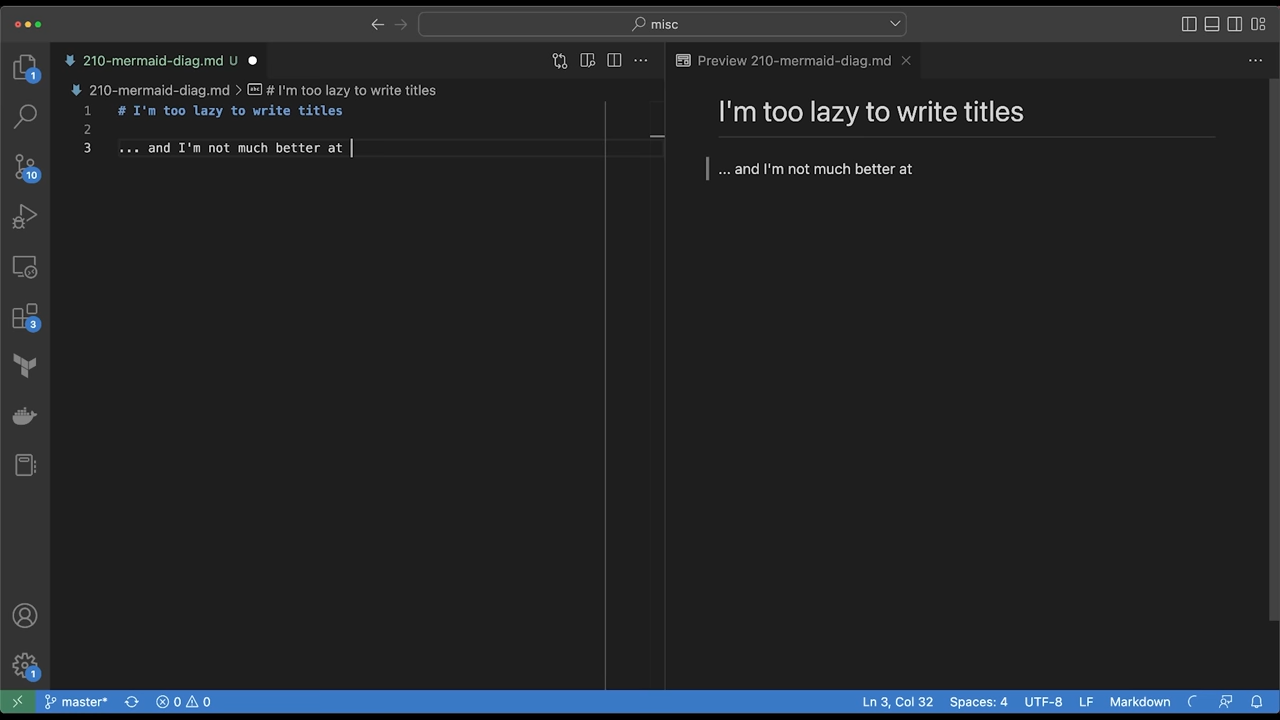 misc
210-mermaid-diag.md U
Preview 210-mermaid-diag.md
210-mermaid-diag.md > # I'm too lazy to write titles
1 # I'm too lazy to write titles
2
3 ... and I'm not much better at
I'm too lazy to write titles
... and I'm not much better at
1
10
3
1
master* 0 0 Ln 3, Col 32 Spaces: 4 UTF-8 LF Markdown